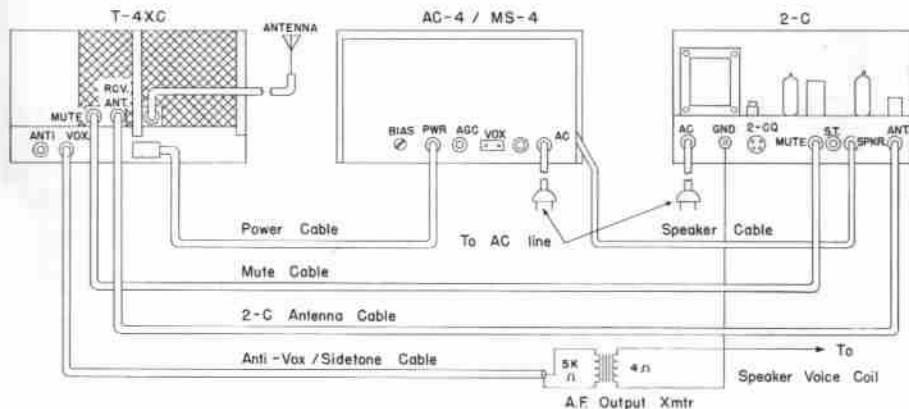 T-4XC
AC-4 / MS-4
2-C
ANTENNA
RCV.
ANT.
MUTE
ANTI VOX.
BIAS PWR AGC VOX AC
AC GND 2-CQ MUTE S.T. SPKR. ANT.
Power Cable
To AC line
Speaker Cable
Mute Cable
2-C Antenna Cable
Anti-Vox/Sidetone Cable
5K
Ω
4Ω
To
Speaker Voice Coil
A.F. Output Xmtr